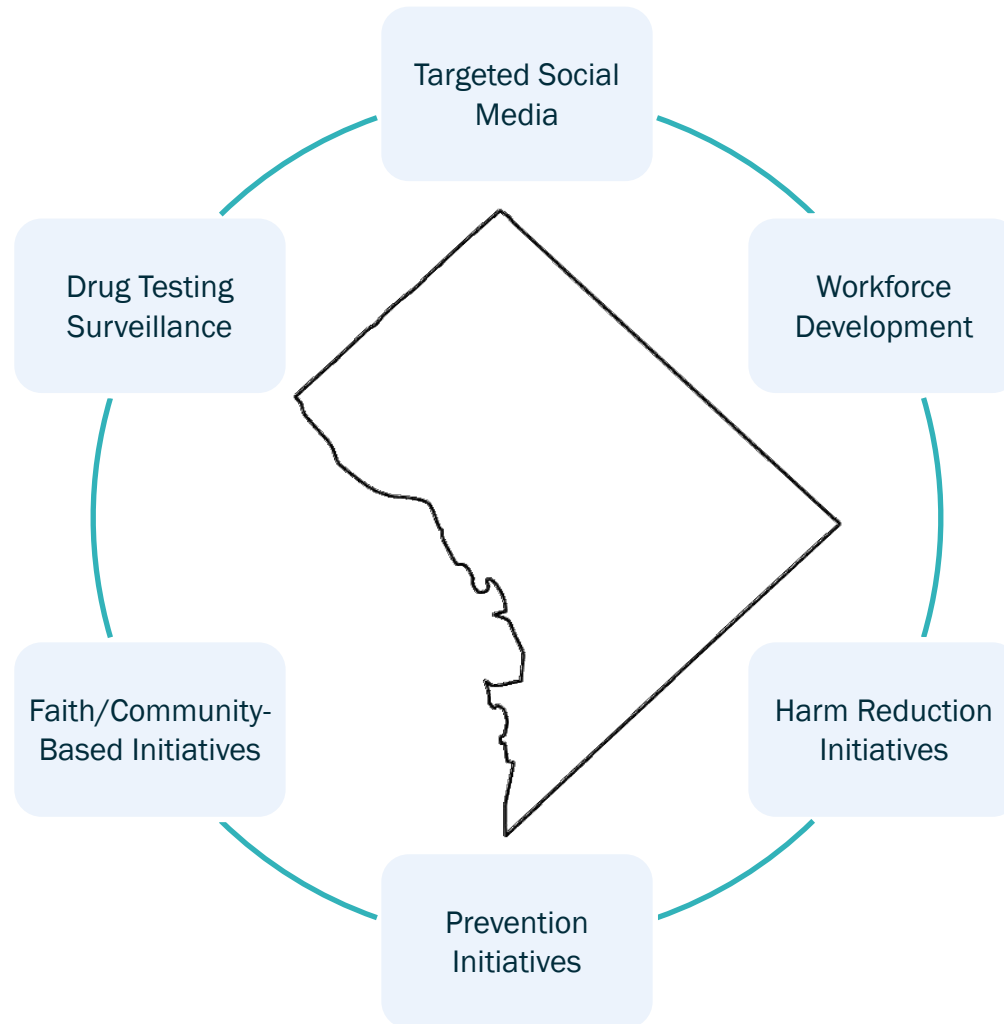 Targeted Social
Media
Drug Testing
Surveillance
Workforce
Development
Faith/Community-
Based Initiatives
Harm Reduction
Initiatives
Prevention
Initiatives